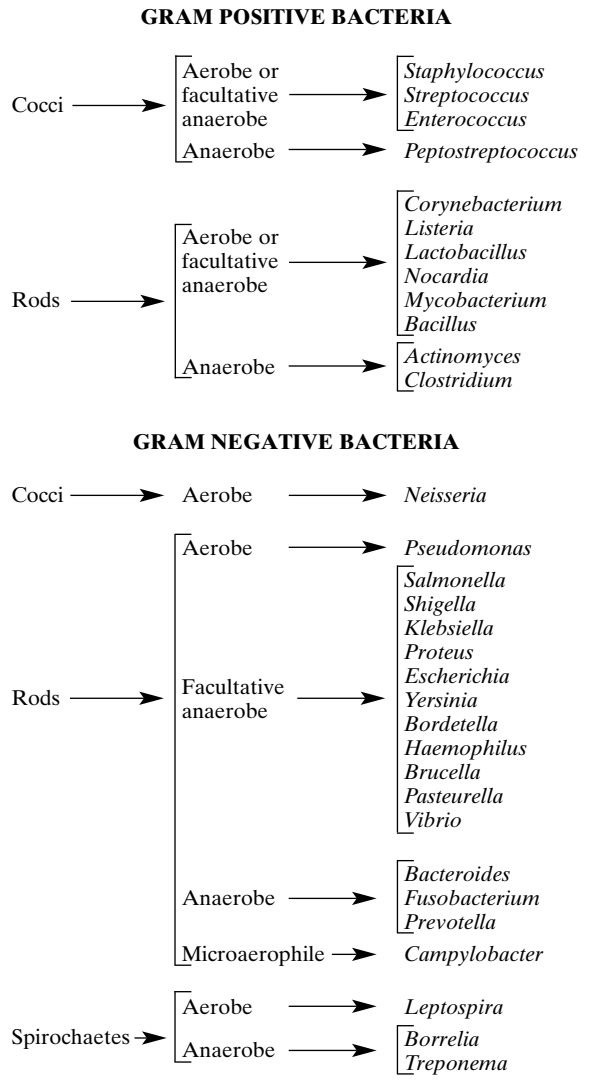 GRAM POSITIVE BACTERIA
Cocci
Aerobe or
facultative
anaerobe
Staphylococcus
Streptococcus
Enterococcus
Anaerobe
Peptostreptococcus
Rods
Aerobe or
facultative
anaerobe
Corynebacterium
Listeria
Lactobacillus
Nocardia
Mycobacterium
Bacillus
Anaerobe
Actinomyces
Clostridium
GRAM NEGATIVE BACTERIA
Cocci
Aerobe
Neisseria
Rods
Aerobe
Pseudomonas
Facultative
anaerobe
Salmonella
Shigella
Klebsiella
Proteus
Escherichia
Yersinia
Bordetella
Haemophilus
Brucella
Pasteurella
Vibrio
Anaerobe
Bacteroides
Fusobacterium
Prevotella
Microaerophile
Campylobacter
Spirochaetes
Aerobe
Leptospira
Anaerobe
Borrelia
Treponema